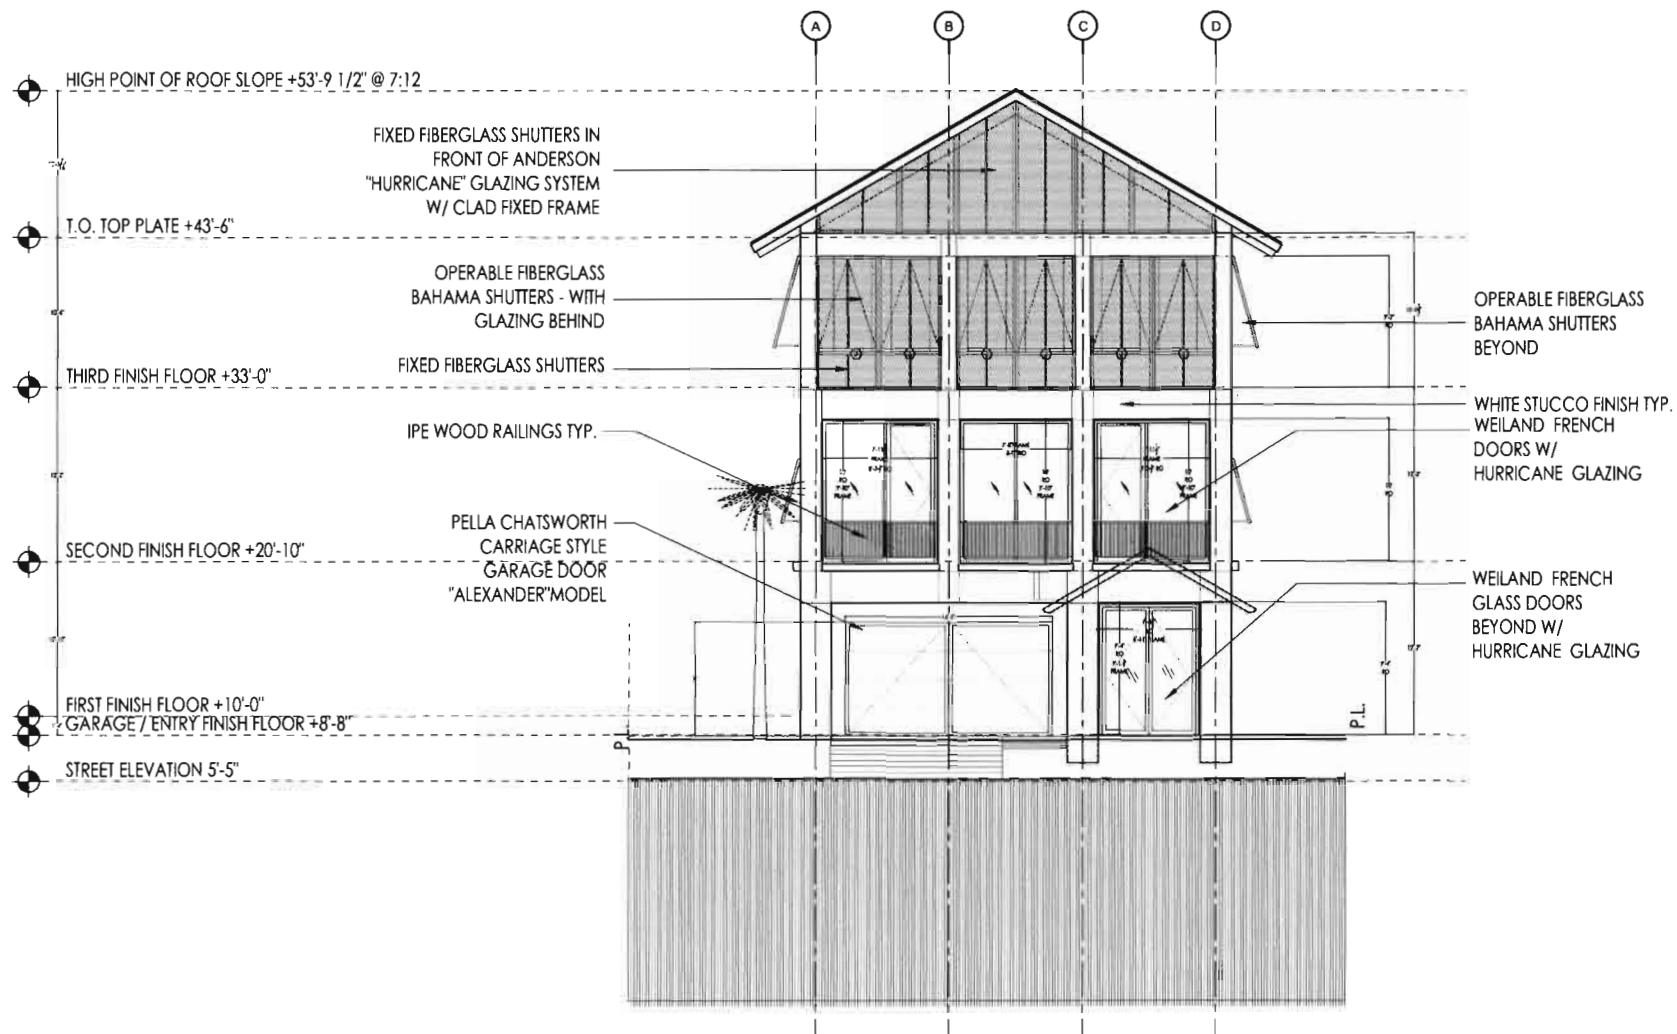 A
B
C
D
HIGH POINT OF ROOF SLOPE +53'-9 1/2" @ 7:12
FIXED FIBERGLASS SHUTTERS IN
FRONT OF ANDERSON
"HURRICANE" GLAZING SYSTEM
W/ CLAD FIXED FRAME
T.O. TOP PLATE +43'-6"
OPERABLE FIBERGLASS
BAHAMA SHUTTERS - WITH
GLAZING BEHIND
OPERABLE FIBERGLASS
BAHAMA SHUTTERS
BEYOND
FIXED FIBERGLASS SHUTTERS
THIRD FINISH FLOOR +33'-0"
WHITE STUCCO FINISH TYP.
IPE WOOD RAILINGS TYP.
WEILAND FRENCH
DOORS W/
HURRICANE GLAZING
PELLA CHATSWORTH
CARRIAGE STYLE
GARAGE DOOR
"ALEXANDER"MODEL
SECOND FINISH FLOOR +20'-10"
WEILAND FRENCH
GLASS DOORS
BEYOND W/
HURRICANE GLAZING
FIRST FINISH FLOOR +10'-0"
GARAGE / ENTRY FINISH FLOOR +8'-8"
P.L.
STREET ELEVATION 5'-5"